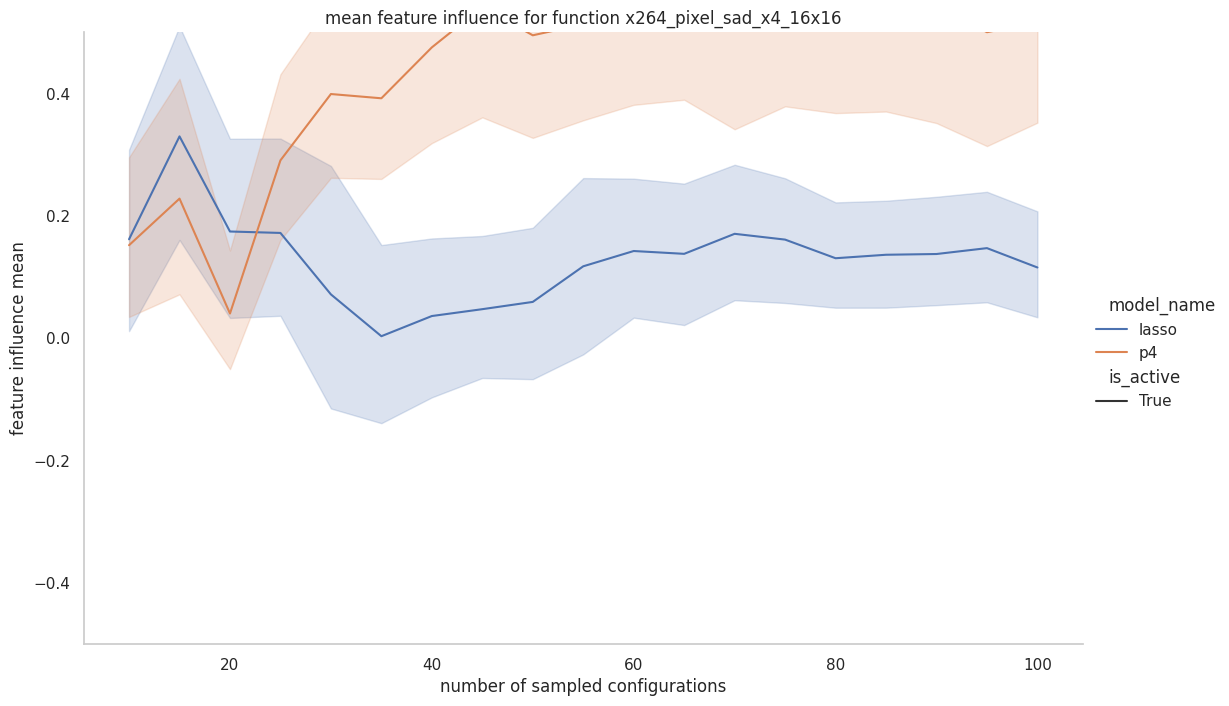 mean feature influence for function x264_pixel_sad_x4_16x16
feature influence mean
0.4
0.2
0.0
−0.2
−0.4
20
40
60
80
100
number of sampled configurations
model_name
lasso
p4
is_active
True